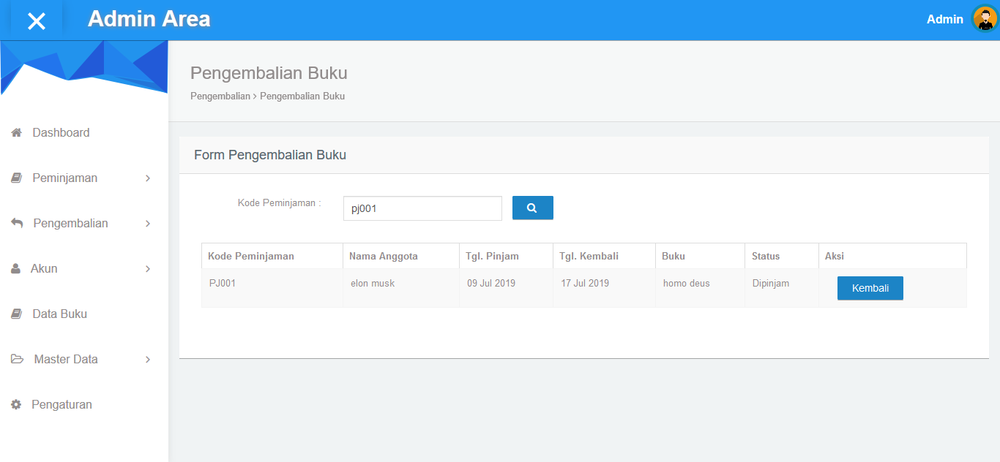 Admin Area
Admin
Pengembalian Buku
Pengembalian > Pengembalian Buku
Dashboard
Peminjaman
Pengembalian
Akun
Data Buku
Master Data
Pengaturan
Form Pengembalian Buku
Kode Peminjaman : pj001
Kode Peminjaman Nama Anggota Tgl. Pinjam Tgl. Kembali Buku Status Aksi
PJ001 elon musk 09 Jul 2019 17 Jul 2019 homo deus Dipinjam Kembali